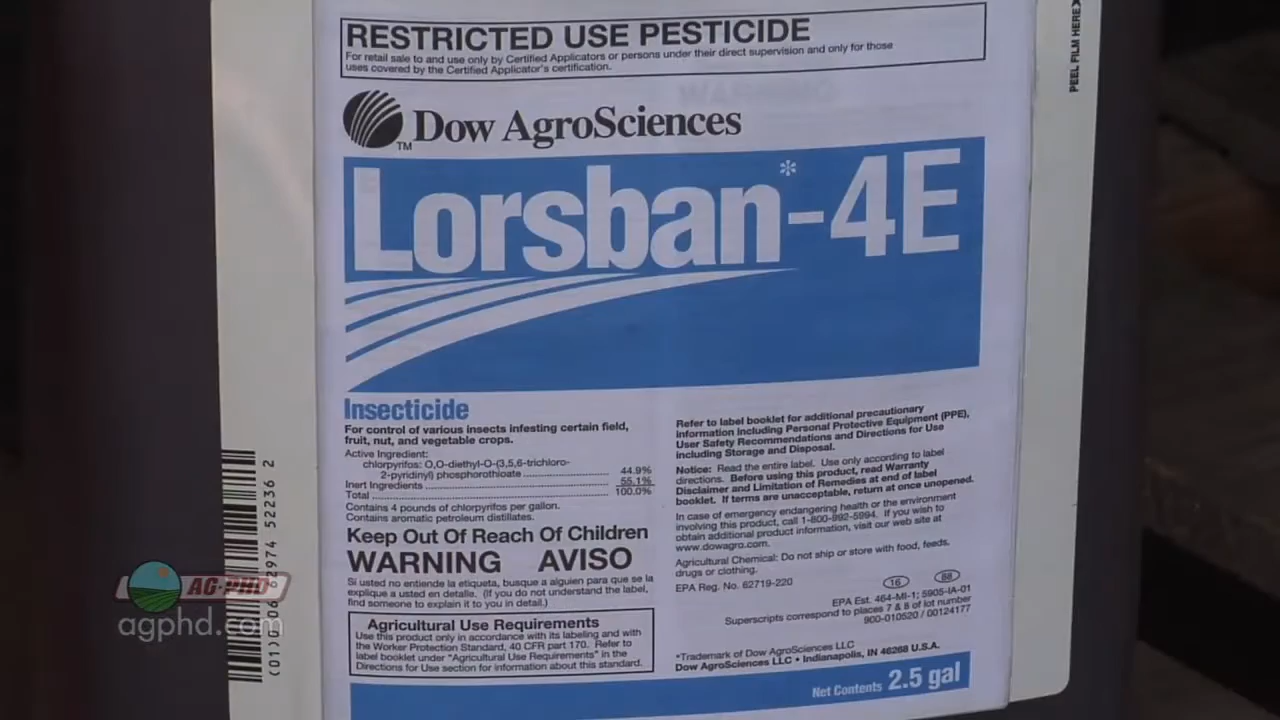 RESTRICTED USE PESTICIDE
For retail sale to and use only by Certified Applicators or persons under their direct supervision and only for those
uses covered by the Certified Applicator's certification.
PEEL FILM HERE
Dow AgroSciences
TM
Lorsban*-4E
Insecticide
For control of various insects infesting certain field,
fruit, nut, and vegetable crops.
Active Ingredient:
chlorpyrifos: O,O-diethyl-O-(3,5,6-trichloro-
2-pyridinyl) phosphorothioate 44.9%
Inert Ingredients 55.1%
Total 100.0%
Contains 4 pounds of chlorpyrifos per gallon.
Contains aromatic petroleum distillates.
Keep Out Of Reach Of Children
WARNING AVISO
Si usted no entiende la etiqueta, busque a alguien para que se la
explique a usted en detalle. (If you do not understand the label,
find someone to explain it to you in detail.)
Agricultural Use Requirements
Use this product only in accordance with its labeling and with
the Worker Protection Standard, 40 CFR part 170. Refer to
label booklet under "Agricultural Use Requirements" in the
Directions for Use section for information about this standard.
Refer to label booklet for additional precautionary
information including Personal Protective Equipment (PPE),
User Safety Recommendations and Directions for Use
including Storage and Disposal.
Notice: Read the entire label. Use only according to label
directions. Before using this product, read Warranty
Disclaimer and Limitation of Remedies at end of label
booklet. If terms are unacceptable, return at once unopened.
In case of emergency endangering health or the environment
involving this product, call 1-800-992-5994. If you wish to
obtain additional product information, visit our web site at
www.dowagro.com.
Agricultural Chemical: Do not ship or store with food, feeds,
drugs or clothing.
EPA Reg. No. 62719-220
16 88
EPA Est. 464-MI-1; 5905-IA-01
Superscripts correspond to places 7 & 8 of lot number
900-010520 / 00124177
*Trademark of Dow AgroSciences LLC
Dow AgroSciences LLC • Indianapolis, IN 46268 U.S.A.
Net Contents 2.5 gal
2974 52236 2
AG-PHD
agphd.com